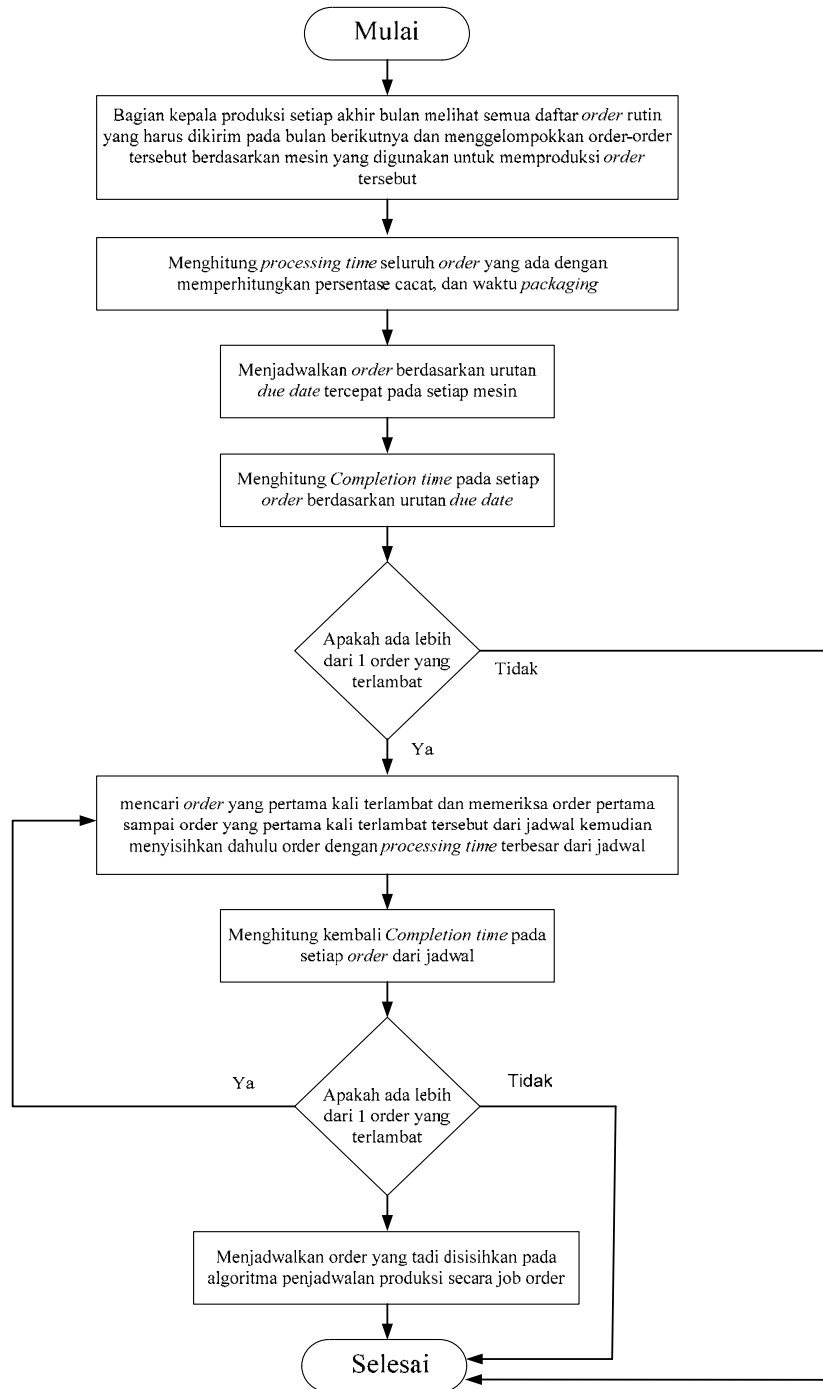 Mulai
Bagian kepala produksi setiap akhir bulan melihat semua daftar order rutin
yang harus dikirim pada bulan berikutnya dan menggelompokkan order-order
tersebut berdasarkan mesin yang digunakan untuk memproduksi order
tersebut
Menghitung processing time seluruh order yang ada dengan
memperhitungkan persentase cacat, dan waktu packaging
Menjadwalkan order berdasarkan urutan
due date tercepat pada setiap mesin
Menghitung Completion time pada setiap
order berdasarkan urutan due date
Apakah ada lebih
dari 1 order yang
terlambat
Tidak
Ya
mencari order yang pertama kali terlambat dan memeriksa order pertama
sampai order yang pertama kali terlambat tersebut dari jadwal kemudian
menyisihkan dahulu order dengan processing time terbesar dari jadwal
Menghitung kembali Completion time pada
setiap order dari jadwal
Ya
Apakah ada lebih
dari 1 order yang
terlambat
Tidak
Menjadwalkan order yang tadi disisihkan pada
algoritma penjadwalan produksi secara job order
Selesai